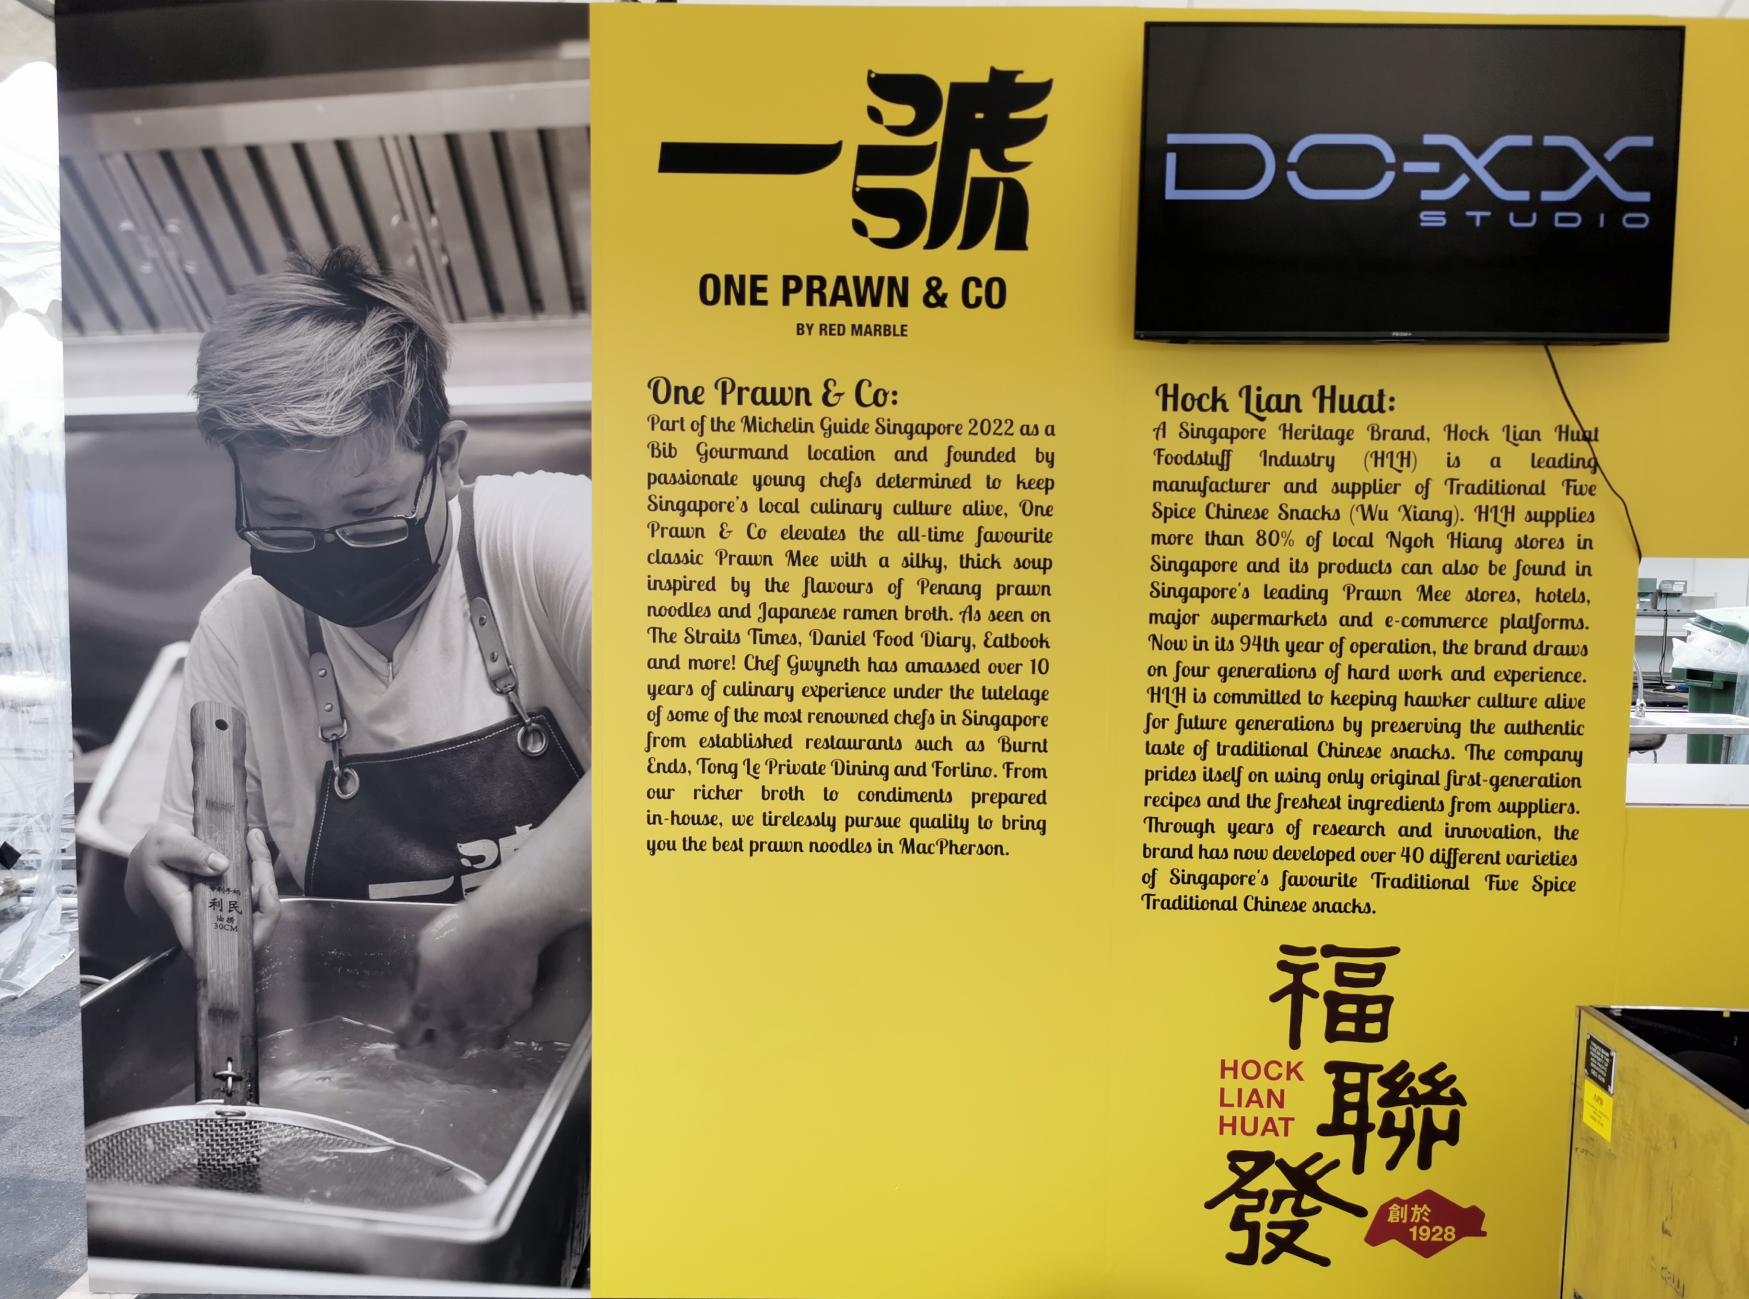 一號
ONE PRAWN & CO
BY RED MARBLE
One Prawn & Co:
Part of the Michelin Guide Singapore 2022 as a
Bib Gourmand location and founded by
passionate young chefs determined to keep
Singapore's local culinary culture alive, One
Prawn & Co elevates the all-time favourite
classic Prawn Mee with a silky, thick soup
inspired by the flavours of Penang prawn
noodles and Japanese ramen broth. As seen on
The Straits Times, Daniel Food Diary, Eatbook
and more! Chef Gwyneth has amassed over 10
years of culinary experience under the tutelage
of some of the most renowned chefs in Singapore
from established restaurants such as Burnt
Ends, Tong Le Private Dining and Forlino. From
our richer broth to condiments prepared
in-house, we tirelessly pursue quality to bring
you the best prawn noodles in MacPherson.
DO-XX
STUDIO
PRISM+
Hock Lian Huat:
A Singapore Heritage Brand, Hock Lian Huat
Foodstuff Industry (HLH) is a leading
manufacturer and supplier of Traditional Five
Spice Chinese Snacks (Wu Xiang). HLH supplies
more than 80% of local Ngoh Hiang stores in
Singapore and its products can also be found in
Singapore's leading Prawn Mee stores, hotels,
major supermarkets and e-commerce platforms.
Now in its 94th year of operation, the brand draws
on four generations of hard work and experience.
HLH is committed to keeping hawker culture alive
for future generations by preserving the authentic
taste of traditional Chinese snacks. The company
prides itself on using only original first-generation
recipes and the freshest ingredients from suppliers.
Through years of research and innovation, the
brand has now developed over 40 different varieties
of Singapore's favourite Traditional Five Spice
Traditional Chinese snacks.
福
聯
發
HOCK
LIAN
HUAT
創於
1928
利民
油撈
30CM